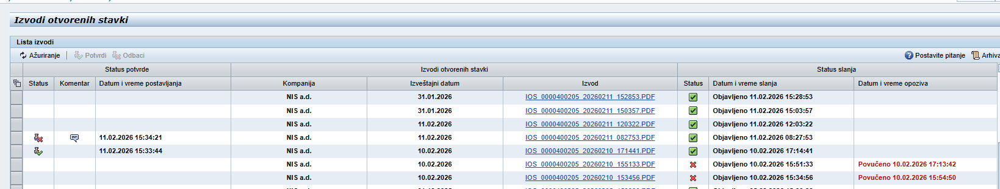 Izvodi otvorenih stavki
Lista izvodi
Ažuriranje Potvrdi Odbaci Postavite pitanje Arhiva
Status potvrde Izvodi otvorenih stavki Status slanja
Status Komentar Datum i vreme postavljanja Kompanija Izveštajni datum Izvod Status Datum i vreme slanja Datum i vreme opoziva
NIS a.d. 31.01.2026 IOS_0000400205_20260211_152853.PDF Objavljeno 11.02.2026 15:28:53
NIS a.d. 31.01.2026 IOS_0000400205_20260211_150357.PDF Objavljeno 11.02.2026 15:03:57
NIS a.d. 11.02.2026 IOS_0000400205_20260211_120322.PDF Objavljeno 11.02.2026 12:03:22
11.02.2026 15:34:21 NIS a.d. 11.02.2026 IOS_0000400205_20260211_082753.PDF Objavljeno 11.02.2026 08:27:53
11.02.2026 15:33:44 NIS a.d. 10.02.2026 IOS_0000400205_20260210_171441.PDF Objavljeno 10.02.2026 17:14:41
NIS a.d. 10.02.2026 IOS_0000400205_20260210_155133.PDF Objavljeno 10.02.2026 15:51:33 Povučeno 10.02.2026 17:13:42
NIS a.d. 10.02.2026 IOS_0000400205_20260210_153456.PDF Objavljeno 10.02.2026 15:34:56 Povučeno 10.02.2026 15:54:50